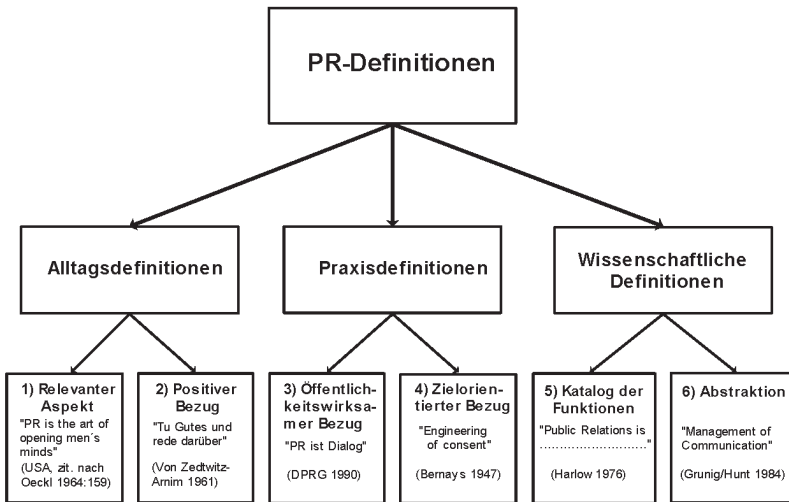 PR-Definitionen
Alltagsdefinitionen
Praxisdefinitionen
Wissenschaftliche
Definitionen
1) Relevanter
Aspekt
"PR is the art of
opening men´s
minds"
(USA, zit. nach
Oeckl 1964:159)
2) Positiver
Bezug
"Tu Gutes und
rede darüber"
(Von Zedtwitz-
Arnim 1961)
3) Öffentlich-
keitswirksa-
mer Bezug
"PR ist Dialog"
(DPRG 1990)
4) Zielorien-
tierter Bezug
"Engineering
of consent"
(Bernays 1947)
5) Katalog der
Funktionen
"Public Relations is
........................"
(Harlow 1976)
6) Abstraktion
"Management of
Communication"
(Grunig/Hunt 1984)